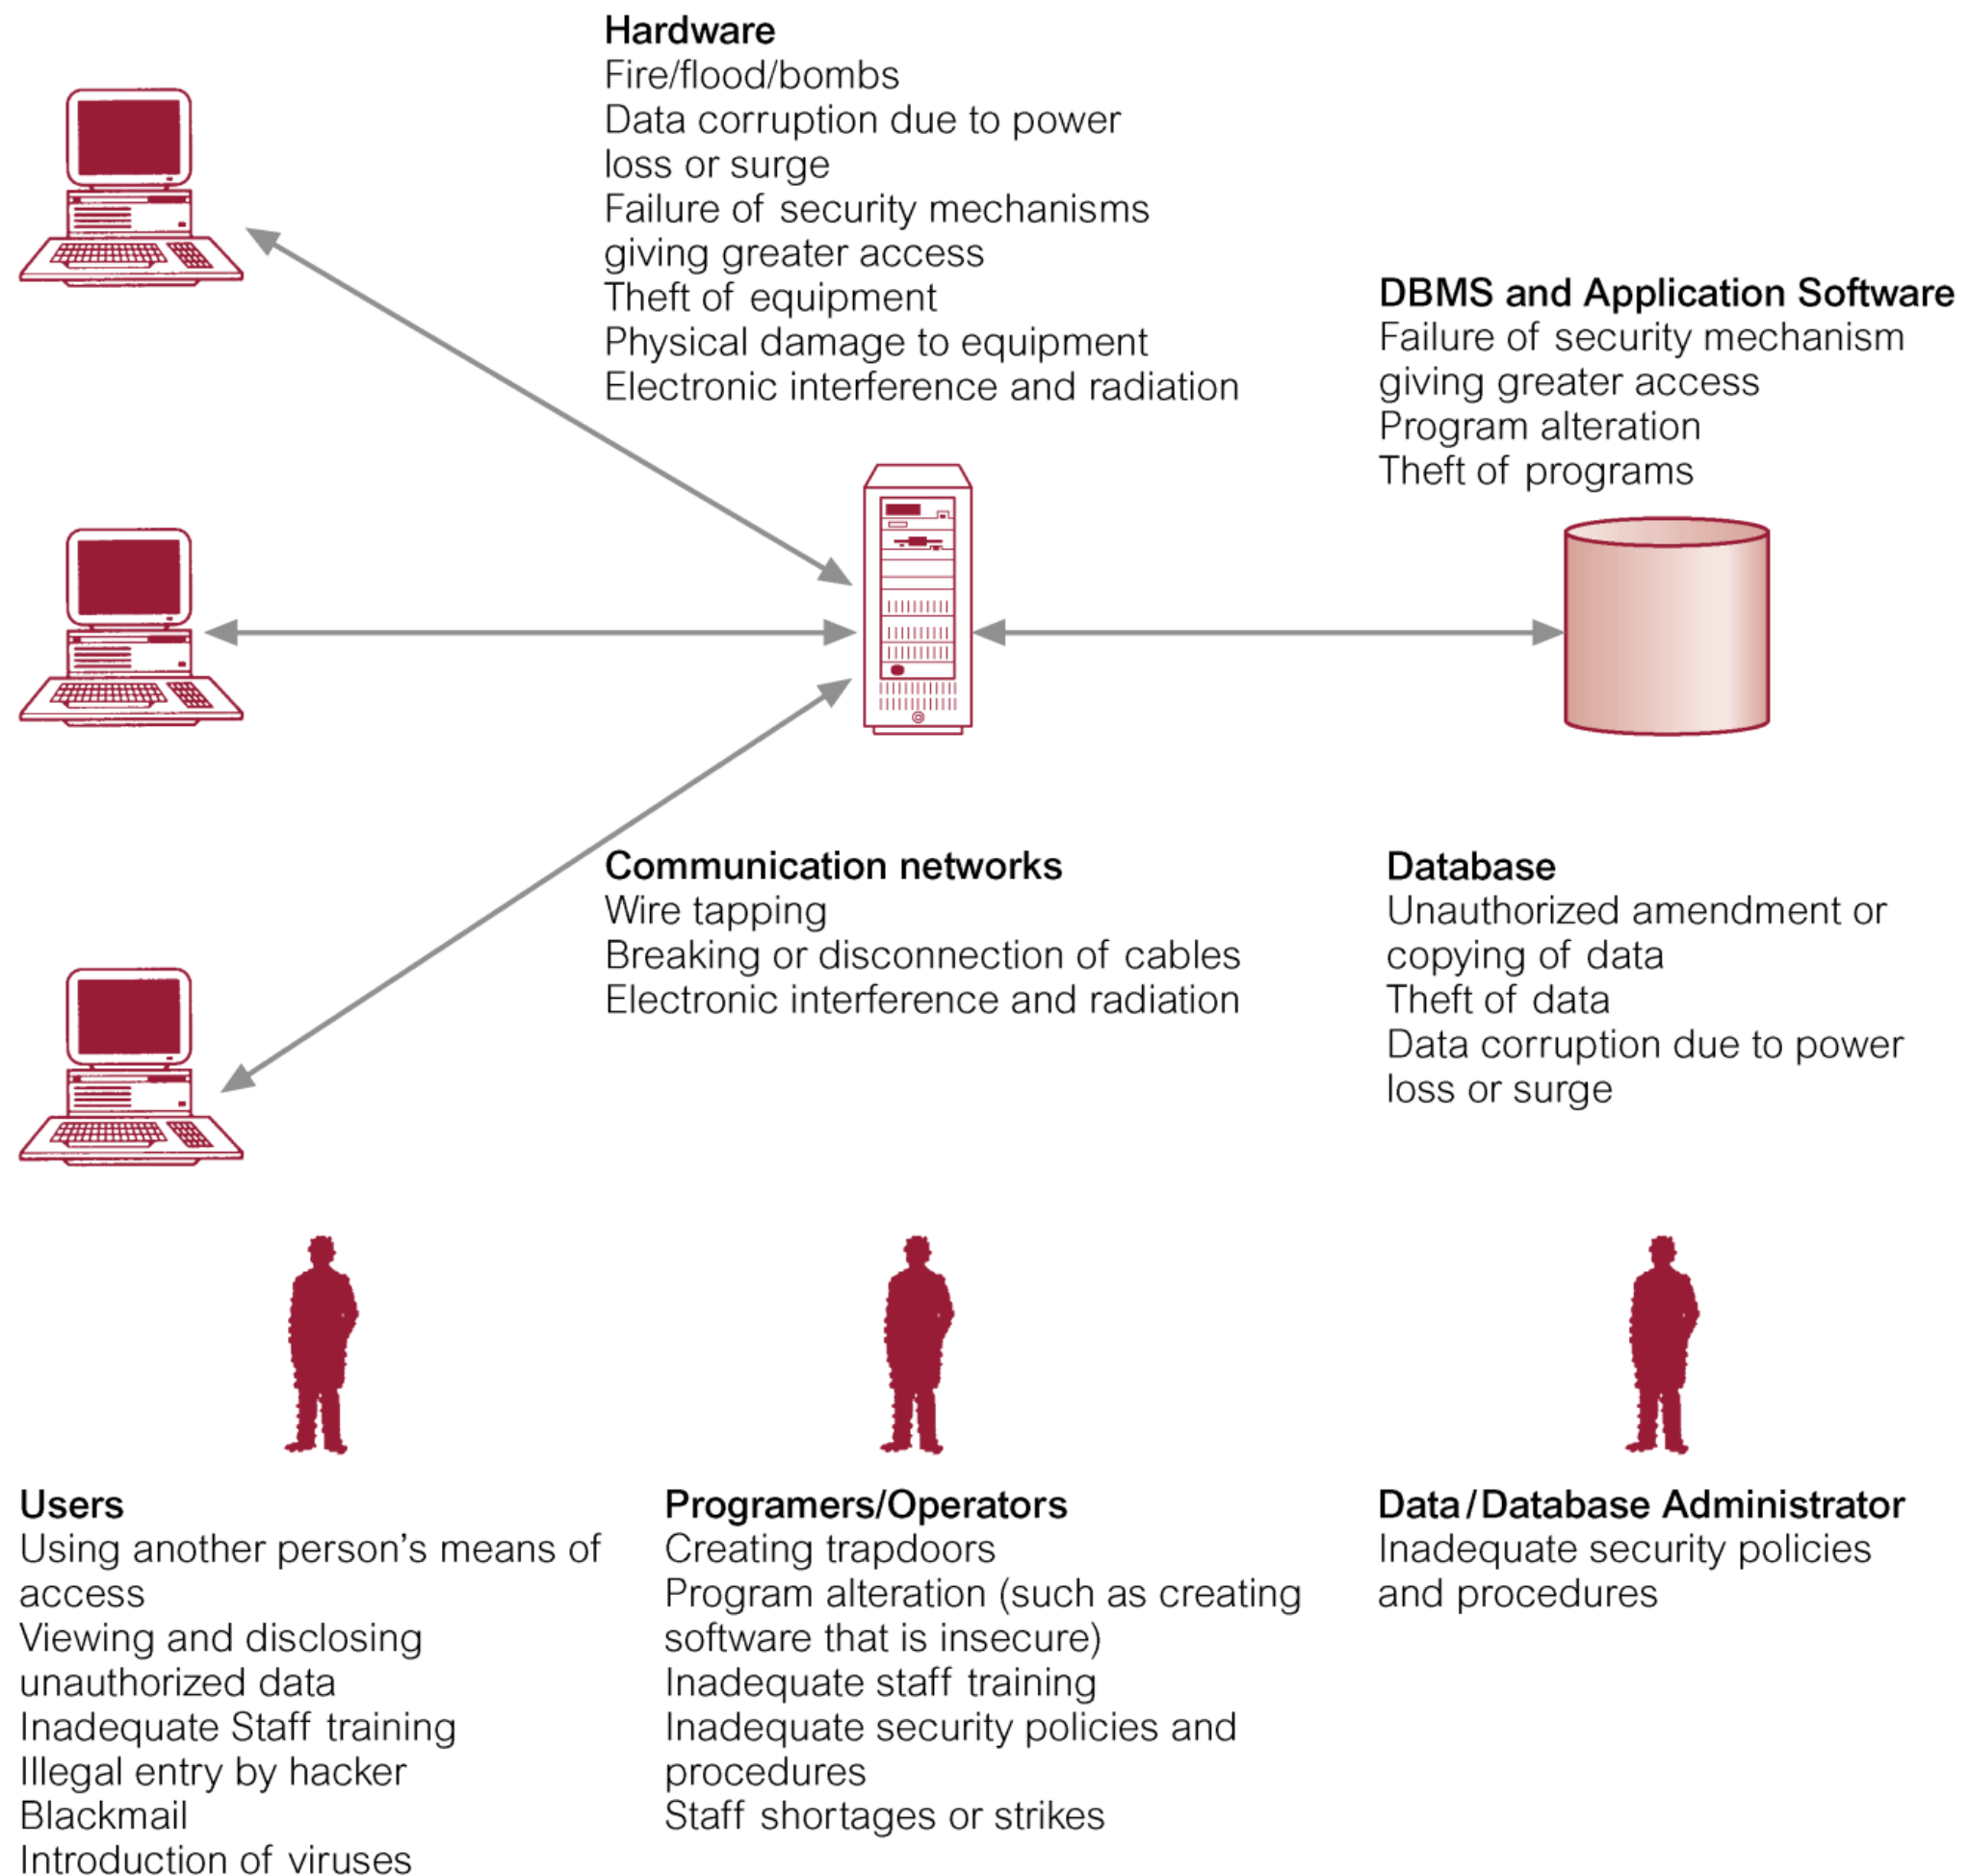 Hardware
Fire/flood/bombs
Data corruption due to power
loss or surge
Failure of security mechanisms
giving greater access
Theft of equipment
Physical damage to equipment
Electronic interference and radiation
DBMS and Application Software
Failure of security mechanism
giving greater access
Program alteration
Theft of programs
Communication networks
Wire tapping
Breaking or disconnection of cables
Electronic interference and radiation
Database
Unauthorized amendment or
copying of data
Theft of data
Data corruption due to power
loss or surge
Users
Using another person's means of
access
Viewing and disclosing
unauthorized data
Inadequate Staff training
Illegal entry by hacker
Blackmail
Introduction of viruses
Programers/Operators
Creating trapdoors
Program alteration (such as creating
software that is insecure)
Inadequate staff training
Inadequate security policies and
procedures
Staff shortages or strikes
Data/Database Administrator
Inadequate security policies
and procedures